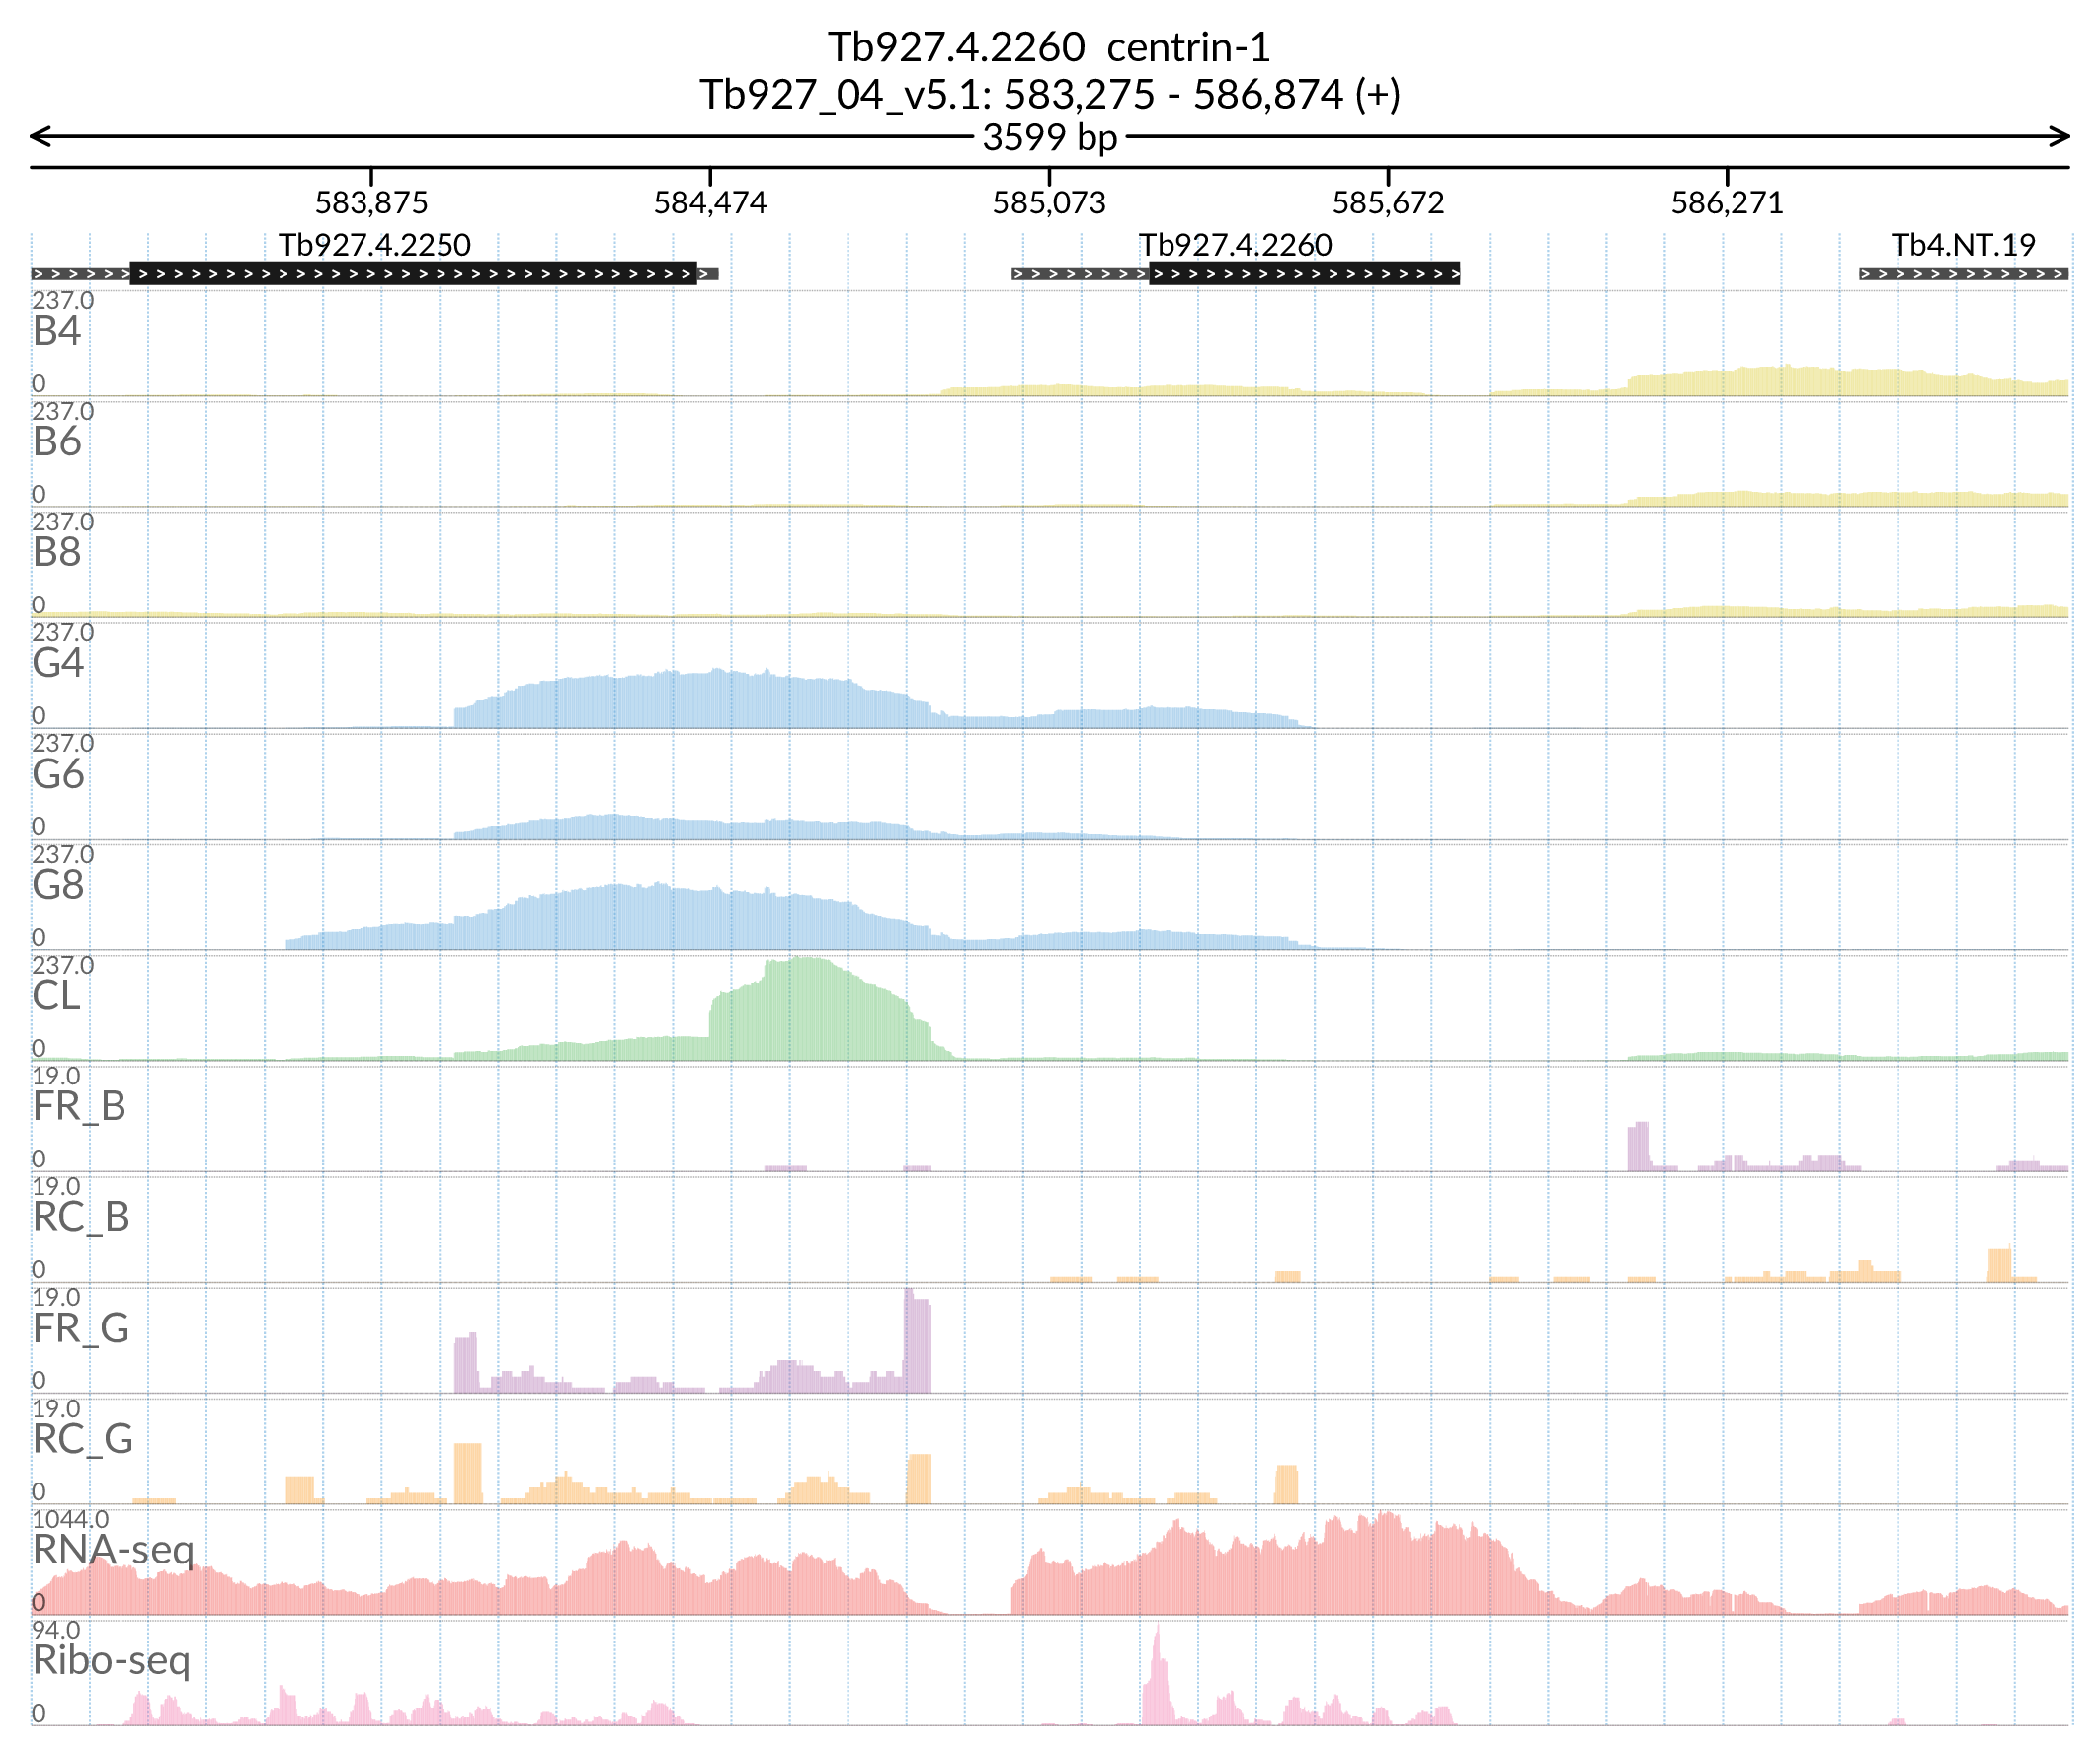 Tb927.4.2260 centrin-1
Tb927_04_v5.1: 583,275 - 586,874 (+)
3599 bp
583,875 584,474 585,073 585,672 586,271
Tb927.4.2250 Tb927.4.2260 Tb4.NT.19
237.0
B4
0
237.0
B6
0
237.0
B8
0
237.0
G4
0
237.0
G6
0
237.0
G8
0
237.0
CL
0
19.0
FR_B
0
19.0
RC_B
0
19.0
FR_G
0
19.0
RC_G
0
1044.0
RNA-seq
0
94.0
Ribo-seq
0